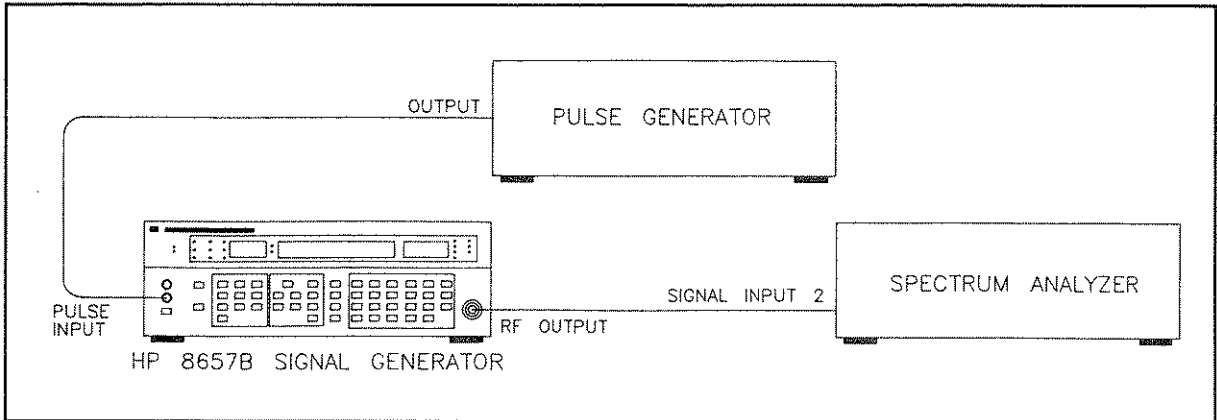 OUTPUT
PULSE GENERATOR
SPECTRUM ANALYZER
SIGNAL INPUT 2
PULSE
INPUT
RF OUTPUT
HP 8657B SIGNAL GENERATOR